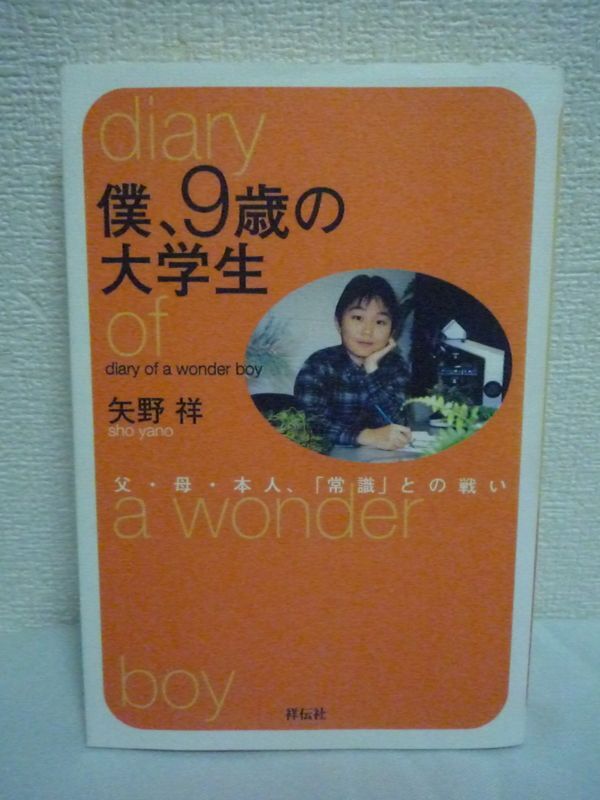 diary
僕、9歳の
大学生
of
diary of a wonder boy
矢野 祥
sho yano
父・母・本人、「常識」との戦い
a wonder
boy
祥伝社